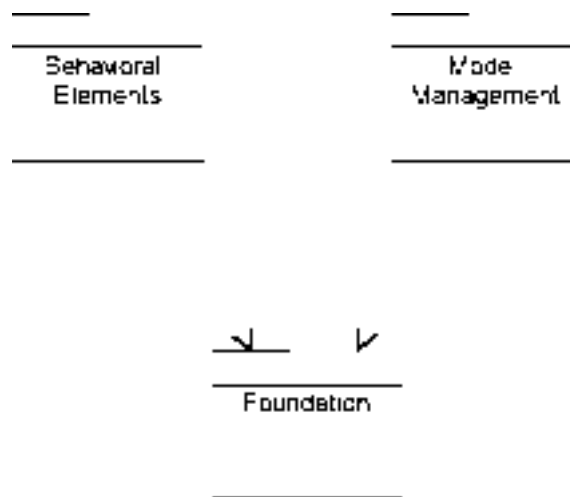 Behavioral
Elements
Mode
Management
Foundation